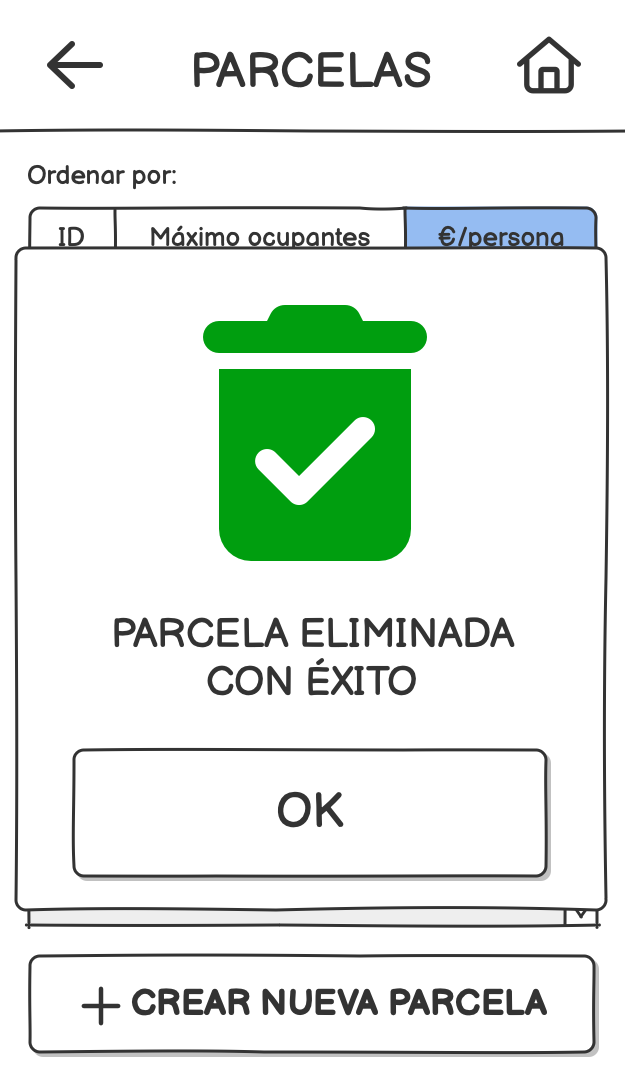 PARCELAS
Ordenar por:
ID
Máximo ocupantes
€/persona
PARCELA ELIMINADA
CON ÉXITO
OK
CREAR NUEVA PARCELA